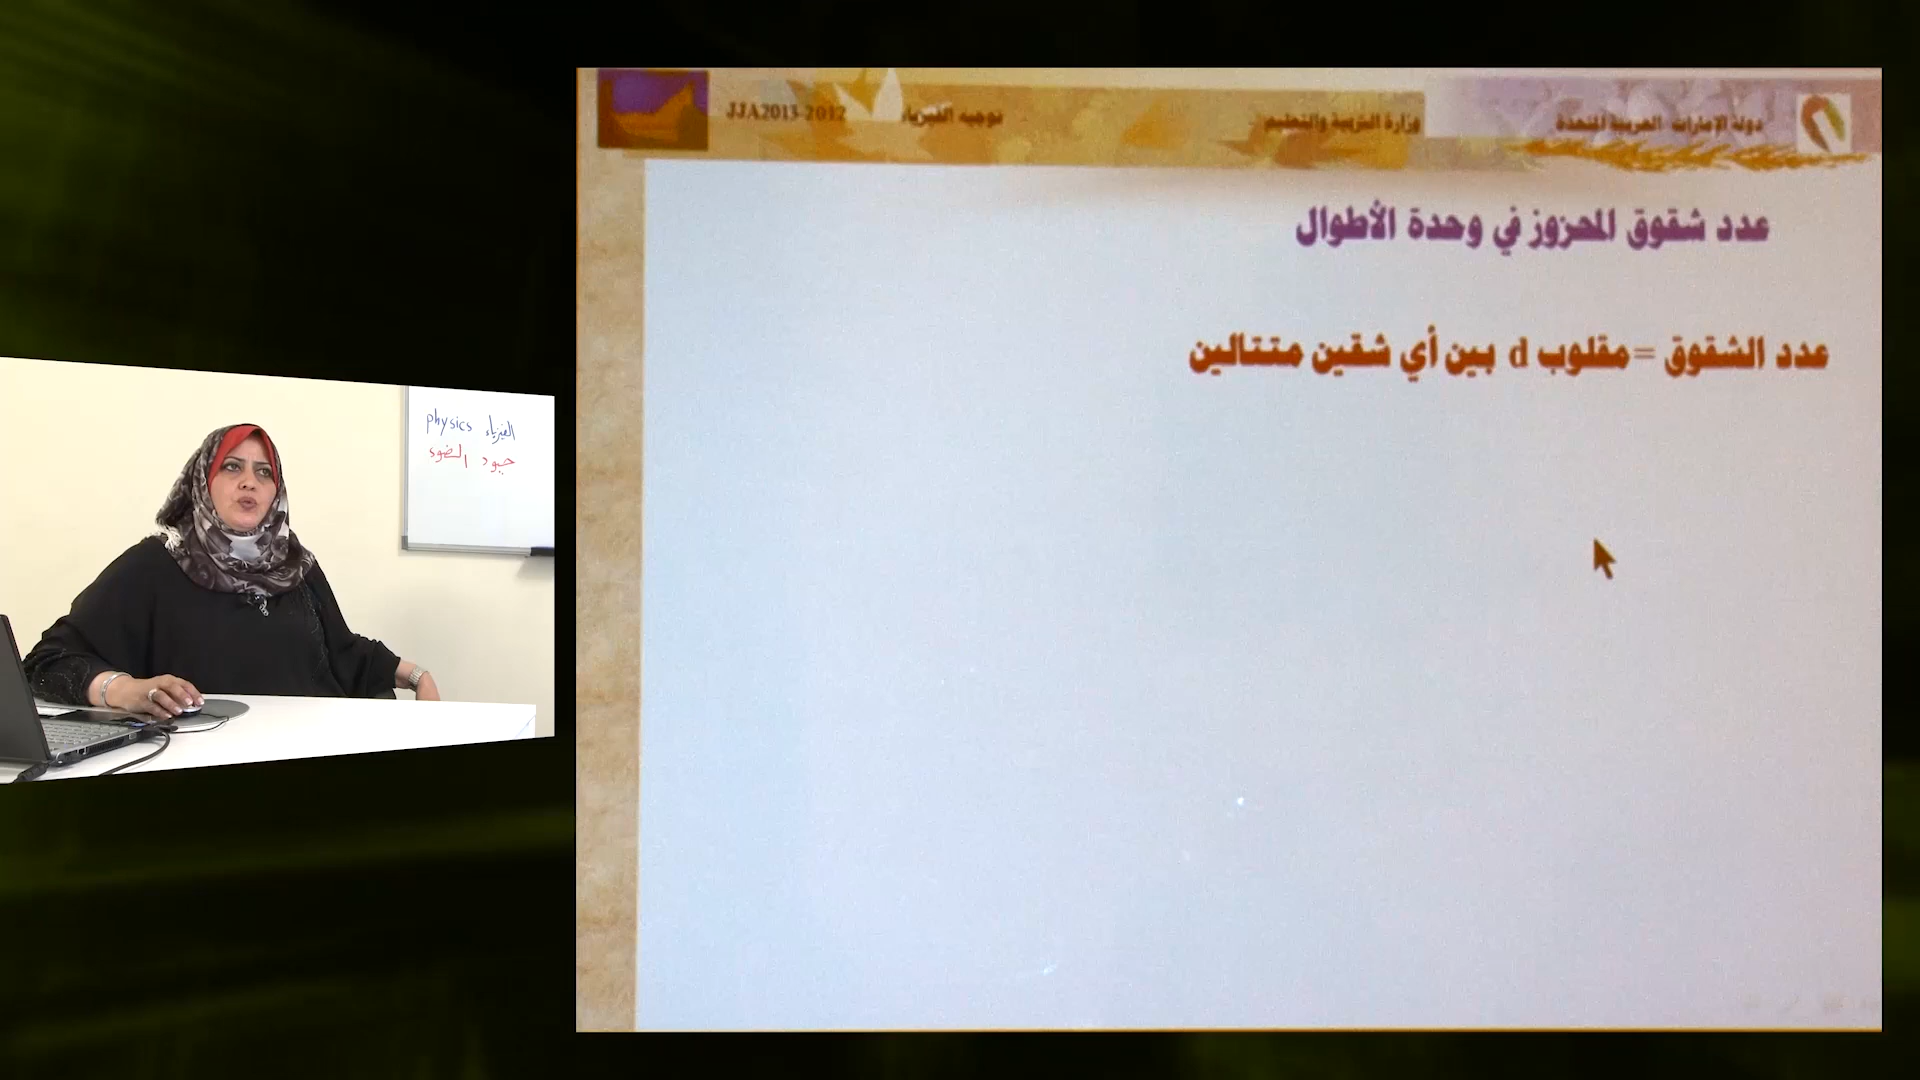 دولة الإمارات العربية المتحدة
وزارة التربية والتعليم
توجيه الفيزياء
JJA2013-2012
عدد شقوق المحزوز في وحدة الأطوال
عدد الشقوق = مقلوب d بين أي شقين متتالين
الفيزياء physics
حيود الضوء